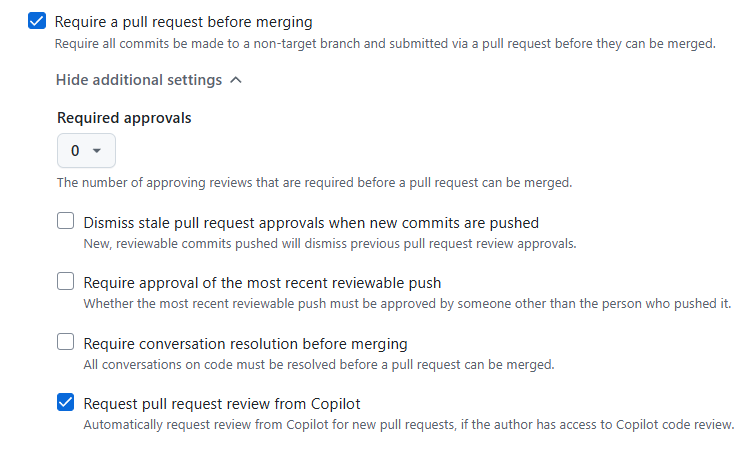 Require a pull request before merging
Require all commits be made to a non-target branch and submitted via a pull request before they can be merged.
Hide additional settings
Required approvals
0
The number of approving reviews that are required before a pull request can be merged.
Dismiss stale pull request approvals when new commits are pushed
New, reviewable commits pushed will dismiss previous pull request review approvals.
Require approval of the most recent reviewable push
Whether the most recent reviewable push must be approved by someone other than the person who pushed it.
Require conversation resolution before merging
All conversations on code must be resolved before a pull request can be merged.
Request pull request review from Copilot
Automatically request review from Copilot for new pull requests, if the author has access to Copilot code review.